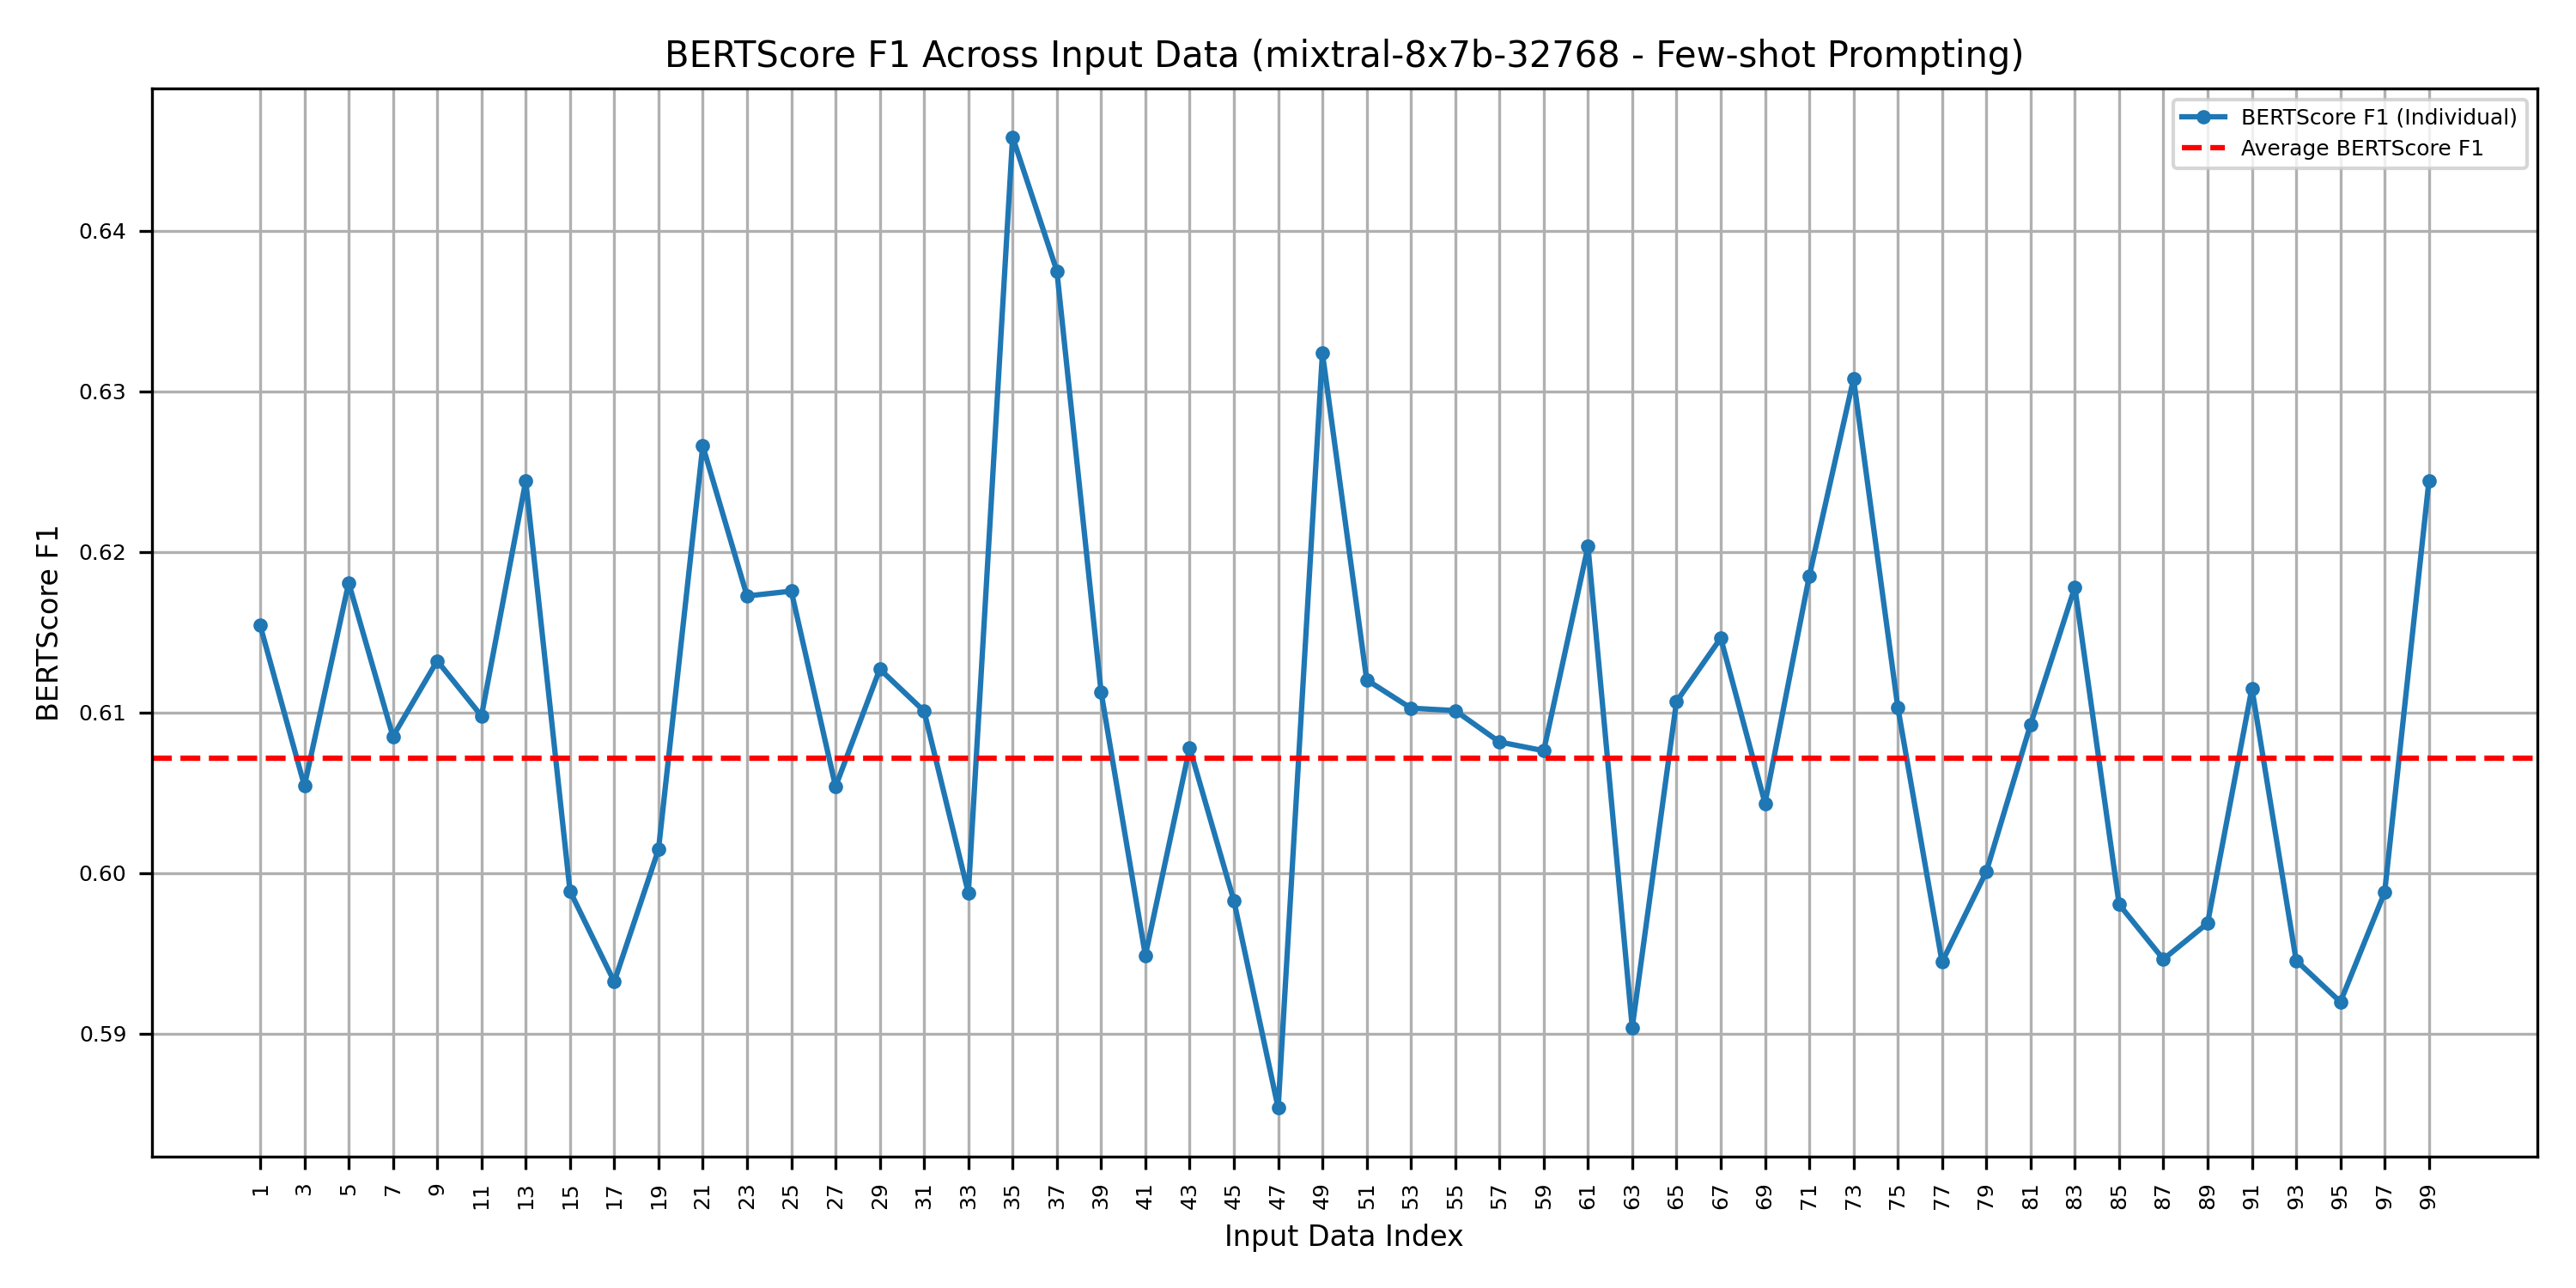 BERTScore F1 Across Input Data (mixtral-8x7b-32768 - Few-shot Prompting)
BERTScore F1 (Individual)
Average BERTScore F1
BERTScore F1
0.64
0.63
0.62
0.61
0.60
0.59
1 3 5 7 9 11 13 15 17 19 21 23 25 27 29 31 33 35 37 39 41 43 45 47 49 51 53 55 57 59 61 63 65 67 69 71 73 75 77 79 81 83 85 87 89 91 93 95 97 99
Input Data Index